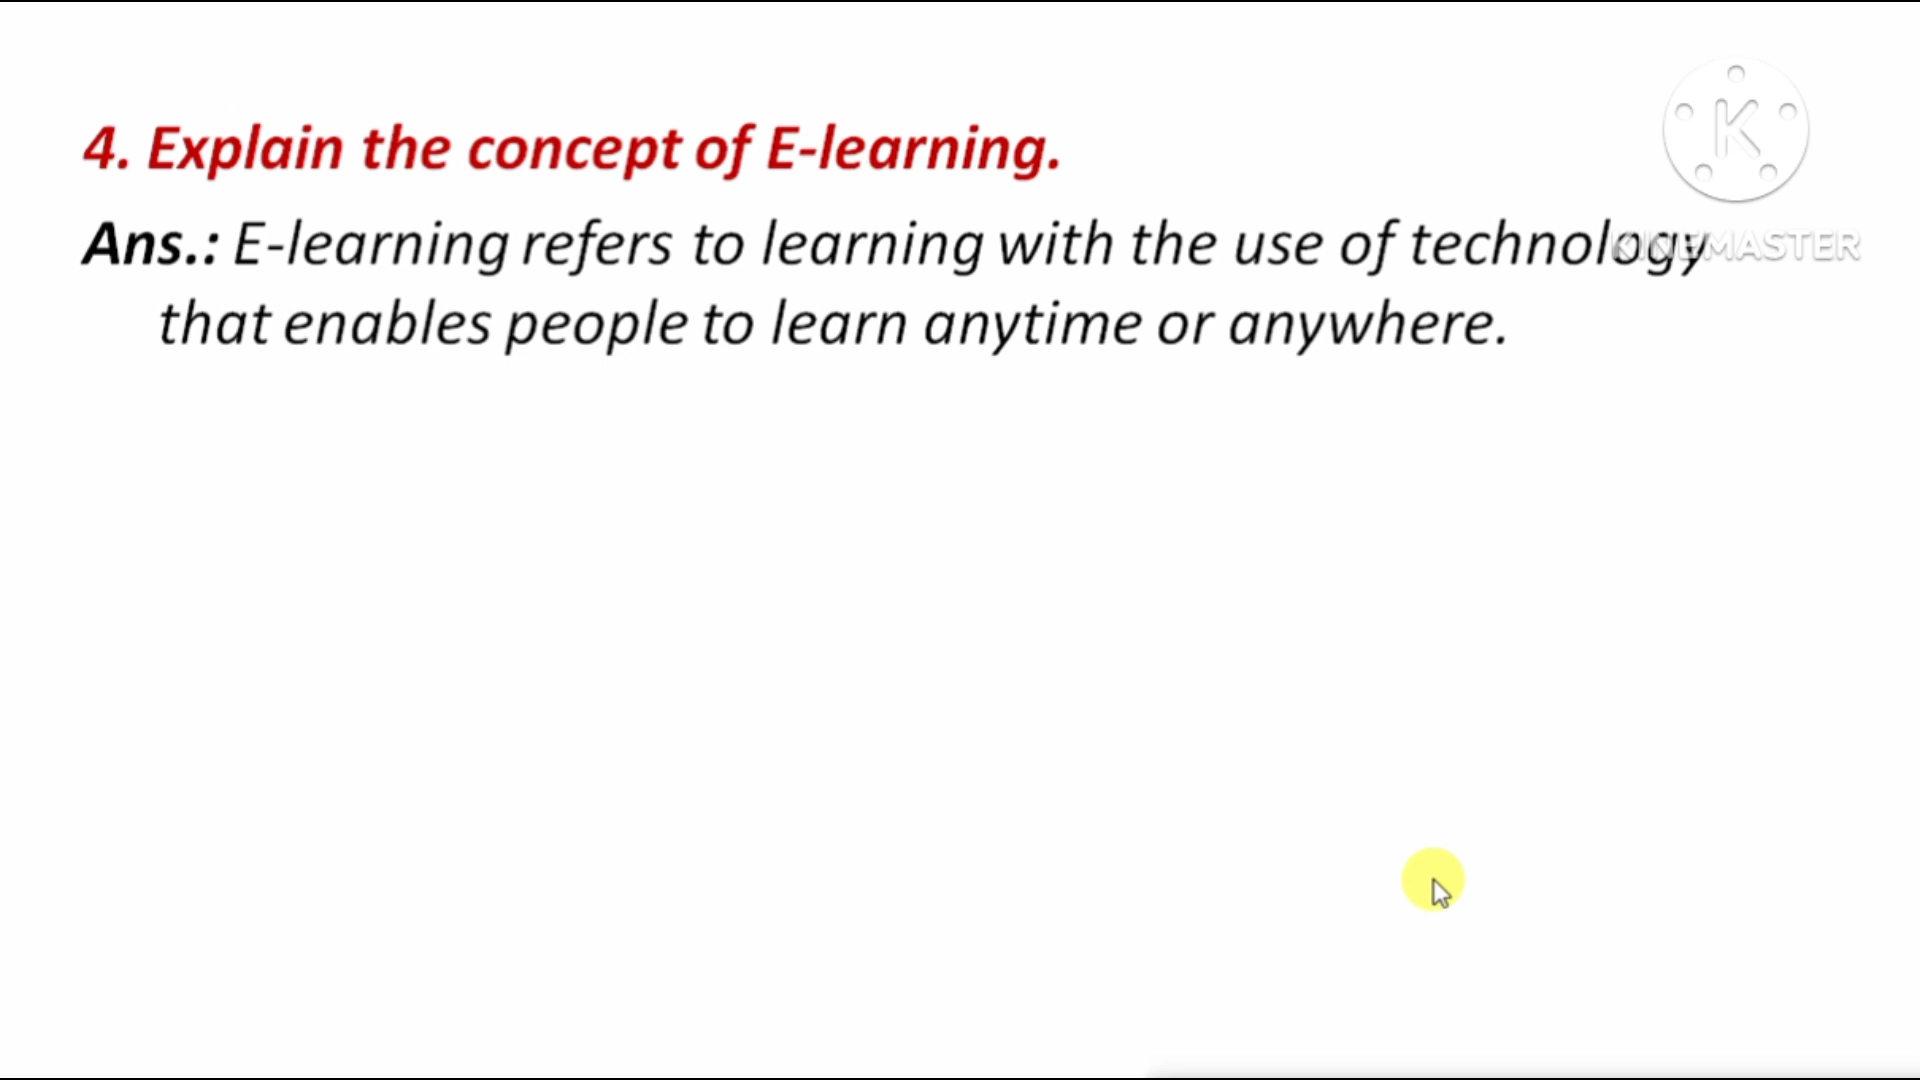 4. Explain the concept of E-learning.
Ans.: E-learning refers to learning with the use of technology
that enables people to learn anytime or anywhere.
K
KINEMASTER